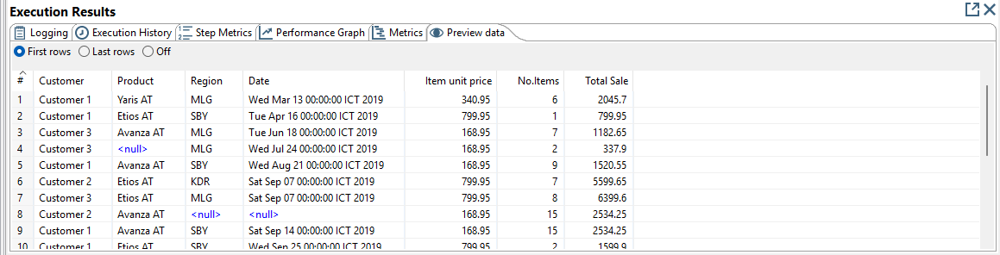 Execution Results
Logging Execution History Step Metrics Performance Graph Metrics Preview data
First rows Last rows Off
# Customer Product Region Date Item unit price No.Items Total Sale
1 Customer 1 Yaris AT MLG Wed Mar 13 00:00:00 ICT 2019 340.95 6 2045.7
2 Customer 1 Etios AT SBY Tue Apr 16 00:00:00 ICT 2019 799.95 1 799.95
3 Customer 3 Avanza AT MLG Tue Jun 18 00:00:00 ICT 2019 168.95 7 1182.65
4 Customer 3 <null> MLG Wed Jul 24 00:00:00 ICT 2019 168.95 2 337.9
5 Customer 1 Avanza AT SBY Wed Aug 21 00:00:00 ICT 2019 168.95 9 1520.55
6 Customer 2 Etios AT KDR Sat Sep 07 00:00:00 ICT 2019 799.95 7 5599.65
7 Customer 3 Etios AT MLG Sat Sep 07 00:00:00 ICT 2019 799.95 8 6399.6
8 Customer 2 Avanza AT <null> <null> 168.95 15 2534.25
9 Customer 1 Avanza AT SBY Sat Sep 14 00:00:00 ICT 2019 168.95 15 2534.25
10 Customer 1 Etios AT SBY Wed Sep 25 00:00:00 ICT 2019 799.95 2 1599.9